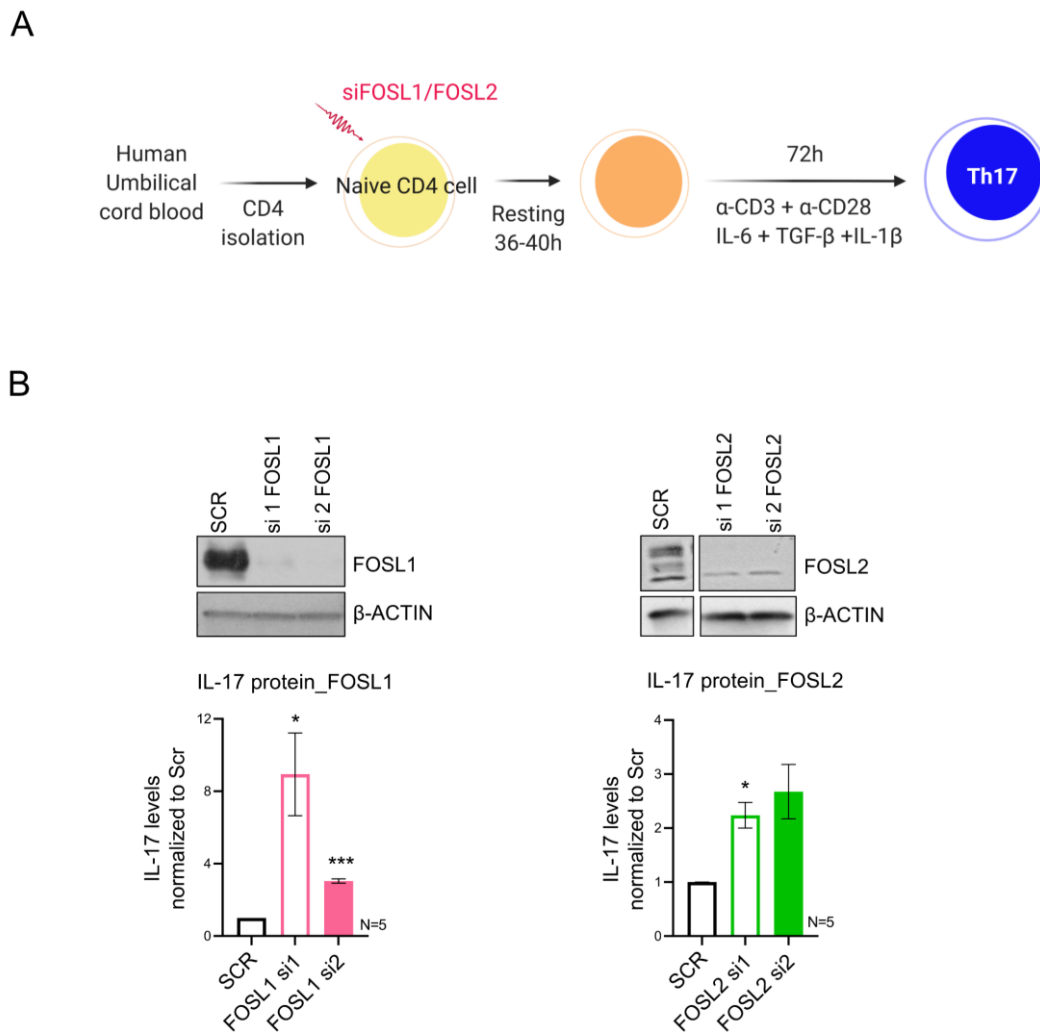 A
siFOSL1/FOSL2
Human
Umbilical
cord blood
CD4
isolation
Naive CD4 cell
Resting
36-40h
72h
α-CD3 + α-CD28
IL-6 + TGF-β +IL-1β
Th17
B
SCR
si 1 FOSL1
si 2 FOSL1
FOSL1
β-ACTIN
IL-17 protein_FOSL1
IL-17 levels
normalized to Scr
12
8
4
0
*
***
N=5
SCR
FOSL1 si1
FOSL1 si2
SCR
si 1 FOSL2
si 2 FOSL2
FOSL2
β-ACTIN
IL-17 protein_FOSL2
IL-17 levels
normalized to Scr
4
3
2
1
0
*
N=5
SCR
FOSL2 si1
FOSL2 si2